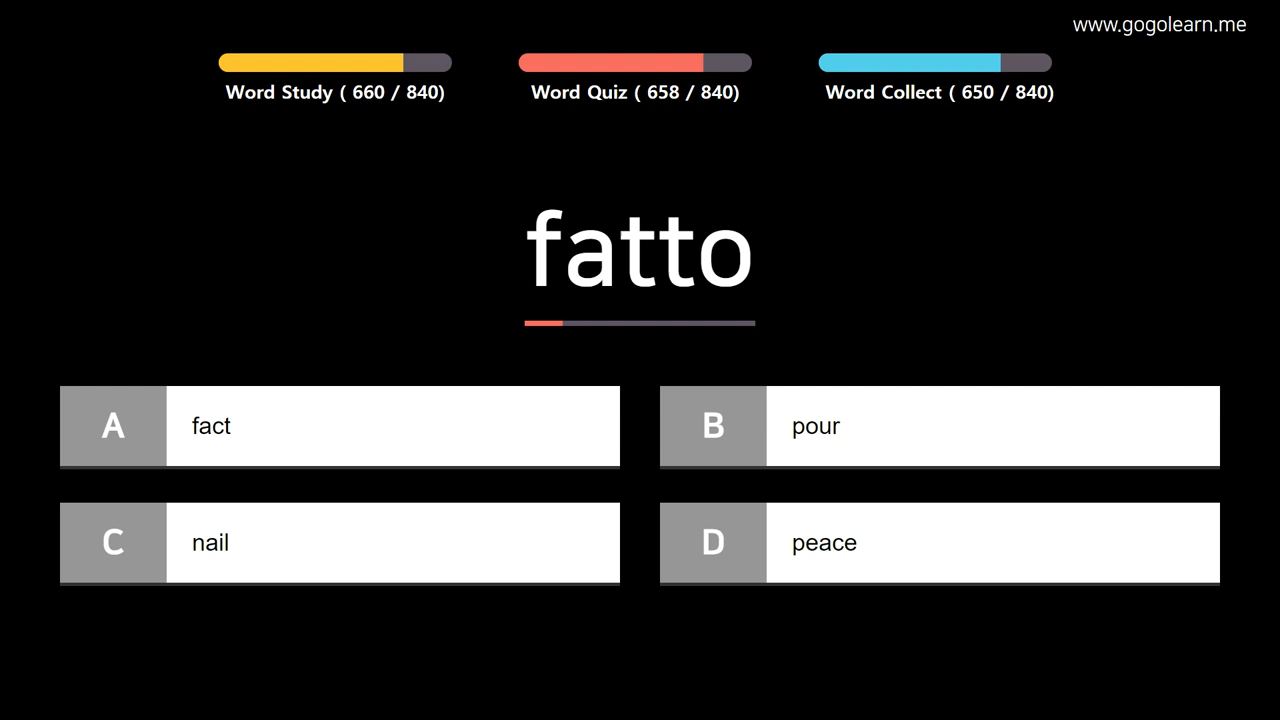 www.gogolearn.me
Word Study ( 660 / 840)
Word Quiz ( 658 / 840)
Word Collect ( 650 / 840)
fatto
A fact
B pour
C nail
D peace